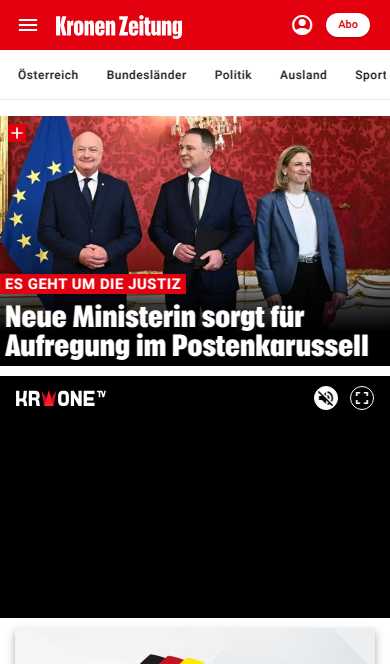 Kronen Zeitung
Abo
Österreich
Bundesländer
Politik
Ausland
Sport
ES GEHT UM DIE JUSTIZ
Neue Ministerin sorgt für
Aufregung im Postenkarussell
KRONE TV